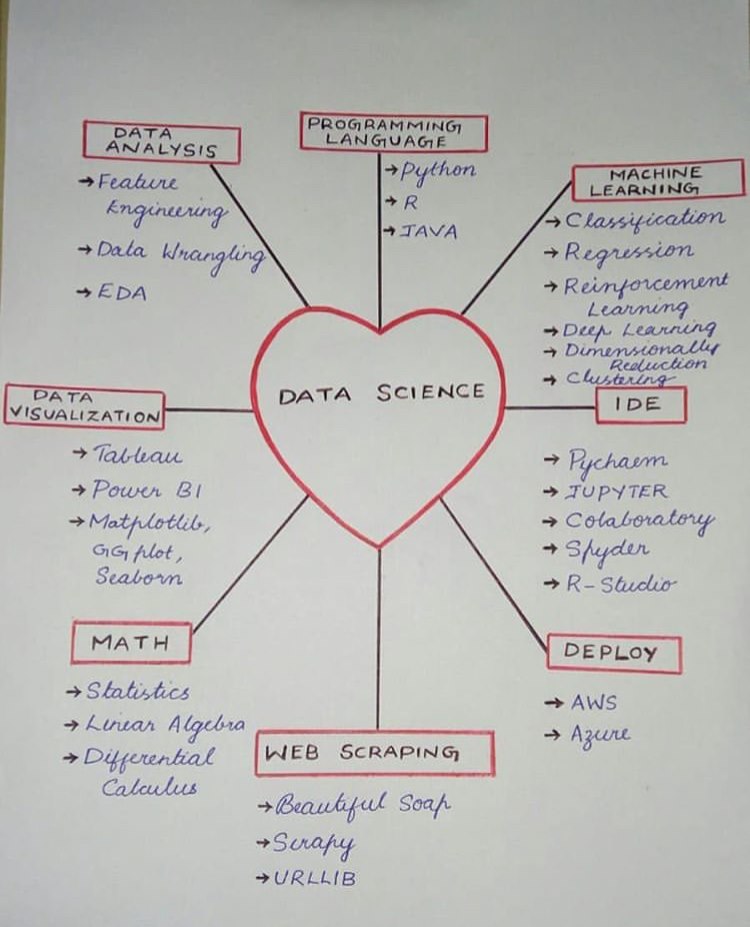 DATA
ANALYSIS
→ Feature
Engineering
→ Data Wrangling
→ EDA
PROGRAMMING
LANGUAGE
→ Python
→ R
→ JAVA
MACHINE
LEARNING
→ Classification
→ Regression
→ Reinforcement
Learning
→ Deep Learning
→ Dimensionally
Reduction
→ Clustering
DATA SCIENCE
DATA
VISUALIZATION
→ Tableau
→ Power BI
→ Matplotlib,
GG plot,
Seaborn
IDE
→ Pychaem
→ JUPYTER
→ Colaboratory
→ Spyder
→ R-Studio
MATH
→ Statistics
→ Linear Algebra
→ Differential
Calculus
WEB SCRAPING
→ Beautiful Soap
→ Scrapy
→ URLLIB
DEPLOY
→ AWS
→ Azure